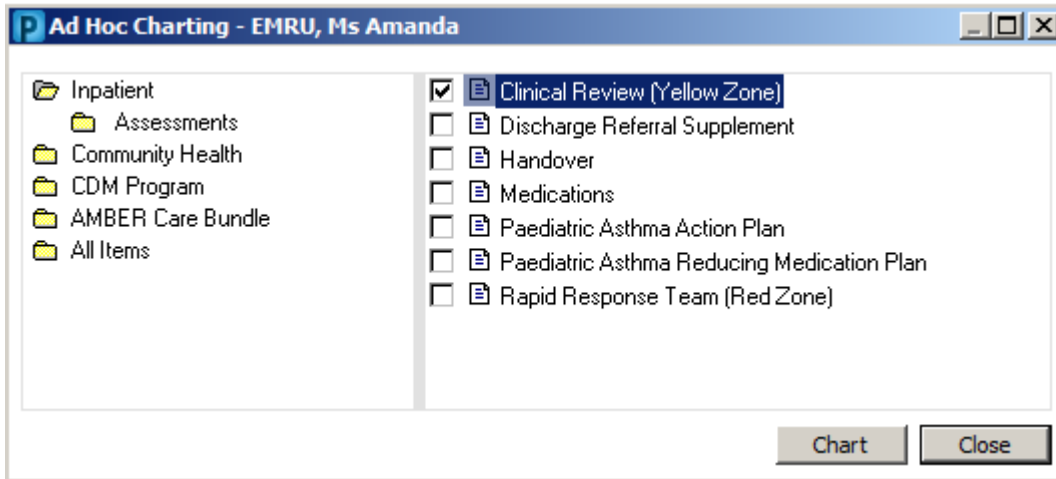 P Ad Hoc Charting - EMRU, Ms Amanda
Inpatient
Assessments
Community Health
CDM Program
AMBER Care Bundle
All Items
Clinical Review (Yellow Zone)
Discharge Referral Supplement
Handover
Medications
Paediatric Asthma Action Plan
Paediatric Asthma Reducing Medication Plan
Rapid Response Team (Red Zone)
Chart
Close